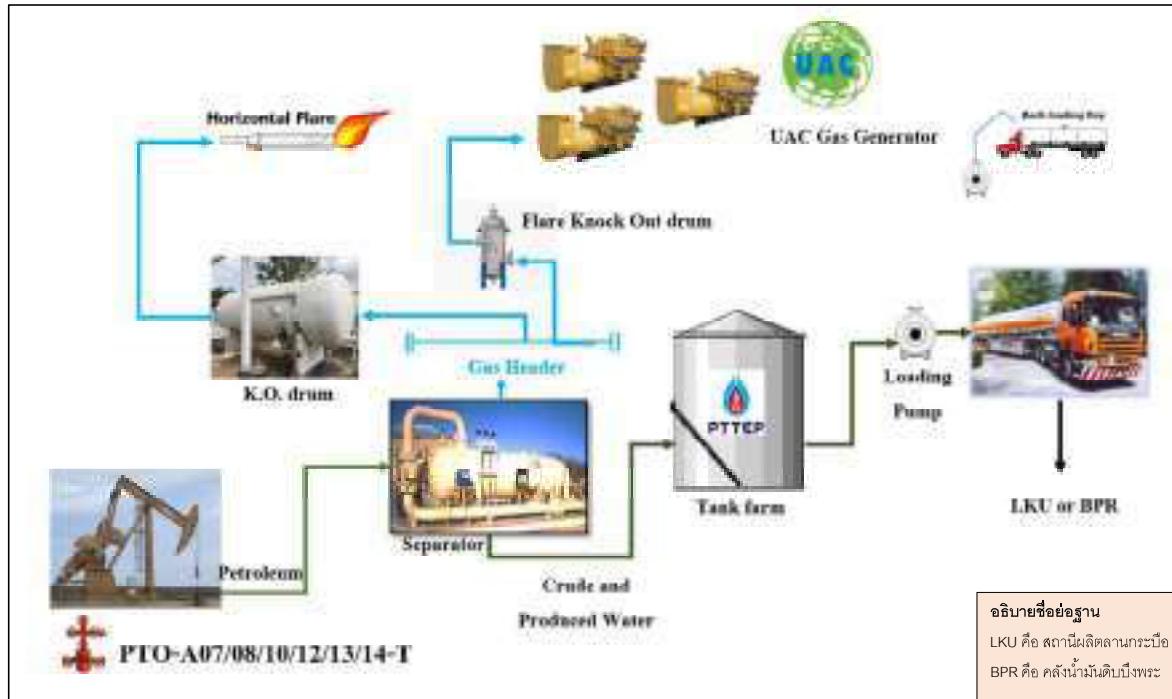 UAC
Horizontal Flare
UAC Gas Generator
Back loading Bay
Flare Knock Out drum
Gas Header
K.O. drum
PTTEP
Loading
Pump
Tank farm
LKU or BPR
Separator
Petroleum
Crude and
Produced Water
PTO-A07/08/10/12/13/14-T
อธิบายชื่อย่อฐาน
LKU คือ สถานีผลิตลานกระบือ
BPR คือ คลังน้ำมันดิบบึงพระ